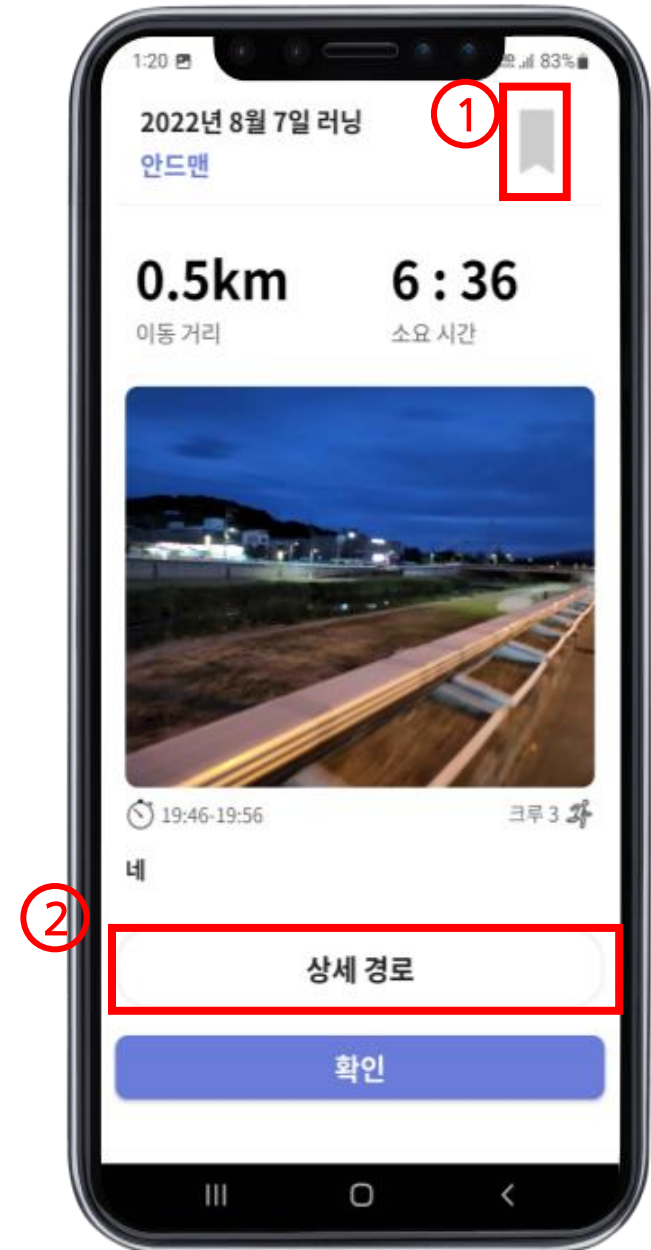 1:20
83%
1
2022년 8월 7일 러닝
안드맨
0.5km
6 : 36
이동 거리
소요 시간
19:46-19:56
크루 3
네
2
상세 경로
확인